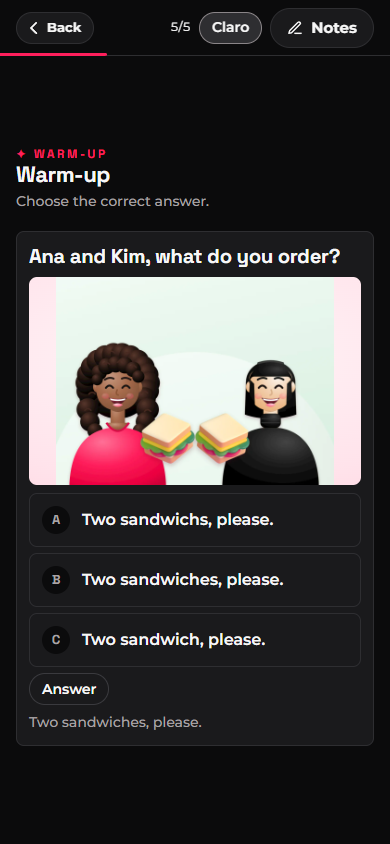 Back
5/5
Claro
Notes
WARM-UP
Warm-up
Choose the correct answer.
Ana and Kim, what do you order?
A Two sandwichs, please.
B Two sandwiches, please.
C Two sandwich, please.
Answer
Two sandwiches, please.